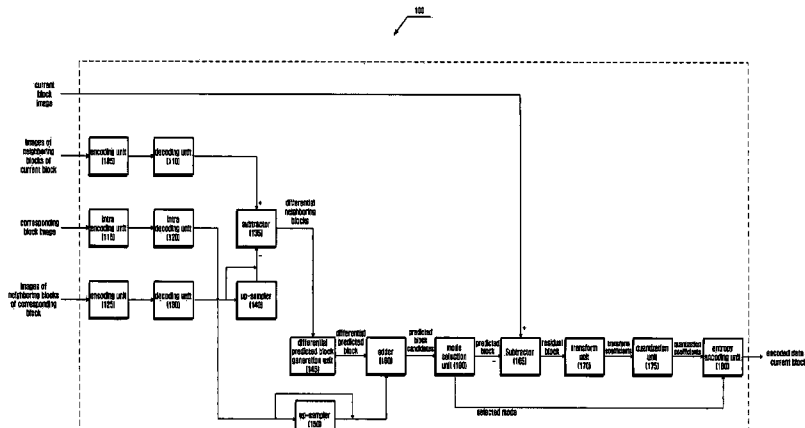 100
current
block
image
images of
neighboring
blocks of
current block
encoding unit
(105)
decoding unit
(110)
corresponding
block image
intra
encoding unit
(115)
intra
decoding unit
(120)
subtractor
(135)
differential
neighboring
blocks
images of
neighboring blocks
of corresponding
block
encoding unit
(125)
decoding unit
(130)
up-sampler
(140)
differential
predicted block
generation unit
(145)
differential
predicted
block
adder
(160)
predicted
block
candidates
mode
selection
unit (190)
predicted
block
Subtractor
(165)
residual
block
transform
unit
(170)
transform
coefficients
quantization
unit
(175)
quantization
coefficients
entropy
encoding unit
(180)
encoded data
current block
up-sampler
(150)
selected mode